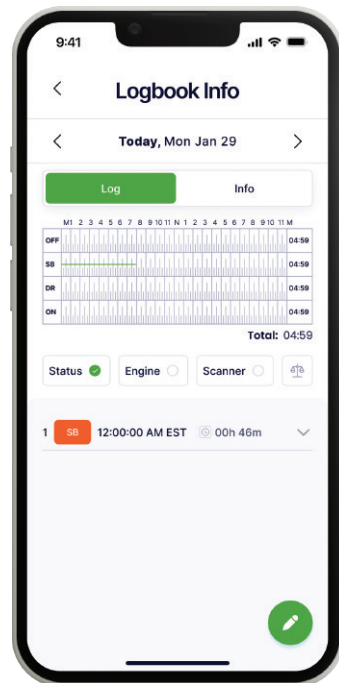 9:41
Logbook Info
Today, Mon Jan 29
Log Info
M 1 2 3 4 5 6 7 8 9 10 11 N 1 2 3 4 5 6 7 8 9 10 11 M
OFF 04:59
SB 04:59
DR 04:59
ON 04:59
Total: 04:59
Status Engine Scanner
1 SB 12:00:00 AM EST 00h 46m